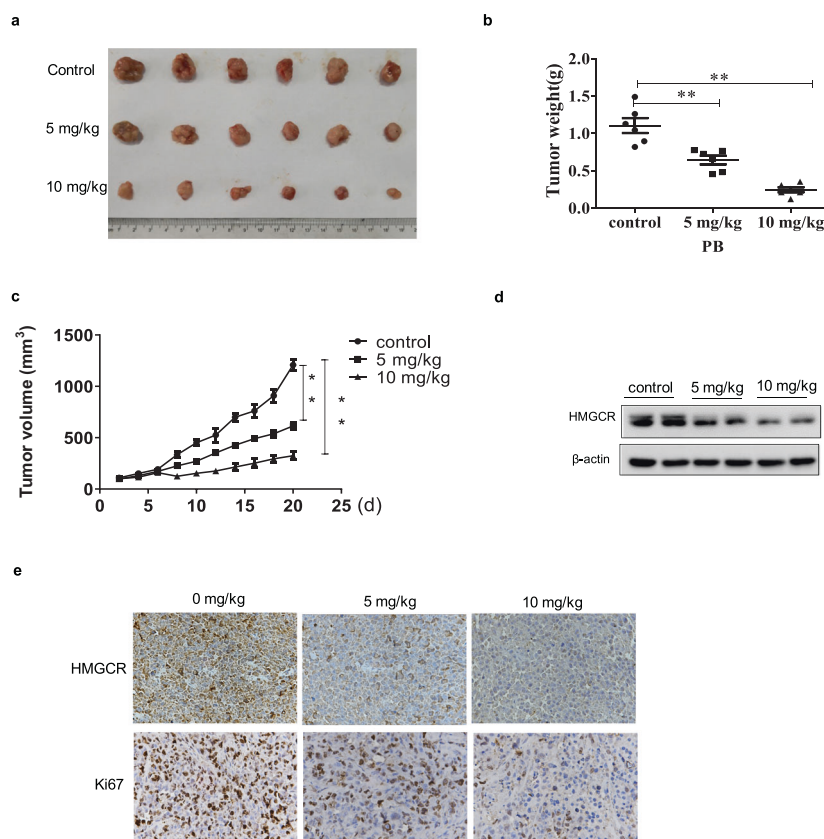 a
Control
5 mg/kg
10 mg/kg
b
Tumor weight(g)
2.0
1.5
1.0
0.5
0.0
**
**
control
5 mg/kg
10 mg/kg
PB
c
Tumor volume (mm3)
1500
1000
500
0
0
5
10
15
20
25
(d)
control
5 mg/kg
10 mg/kg
**
**
d
control
5 mg/kg
10 mg/kg
HMGCR
β-actin
e
0 mg/kg
5 mg/kg
10 mg/kg
HMGCR
Ki67